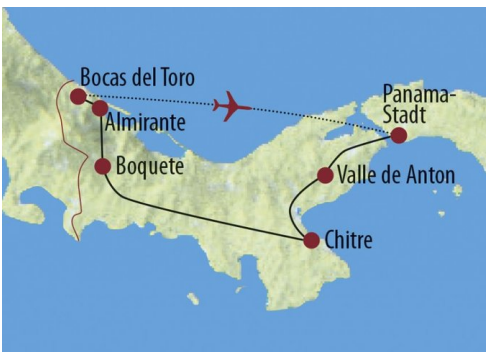 Bocas del Toro
Panama-
Stadt
Almirante
Boquete
Valle de Anton
Chitre